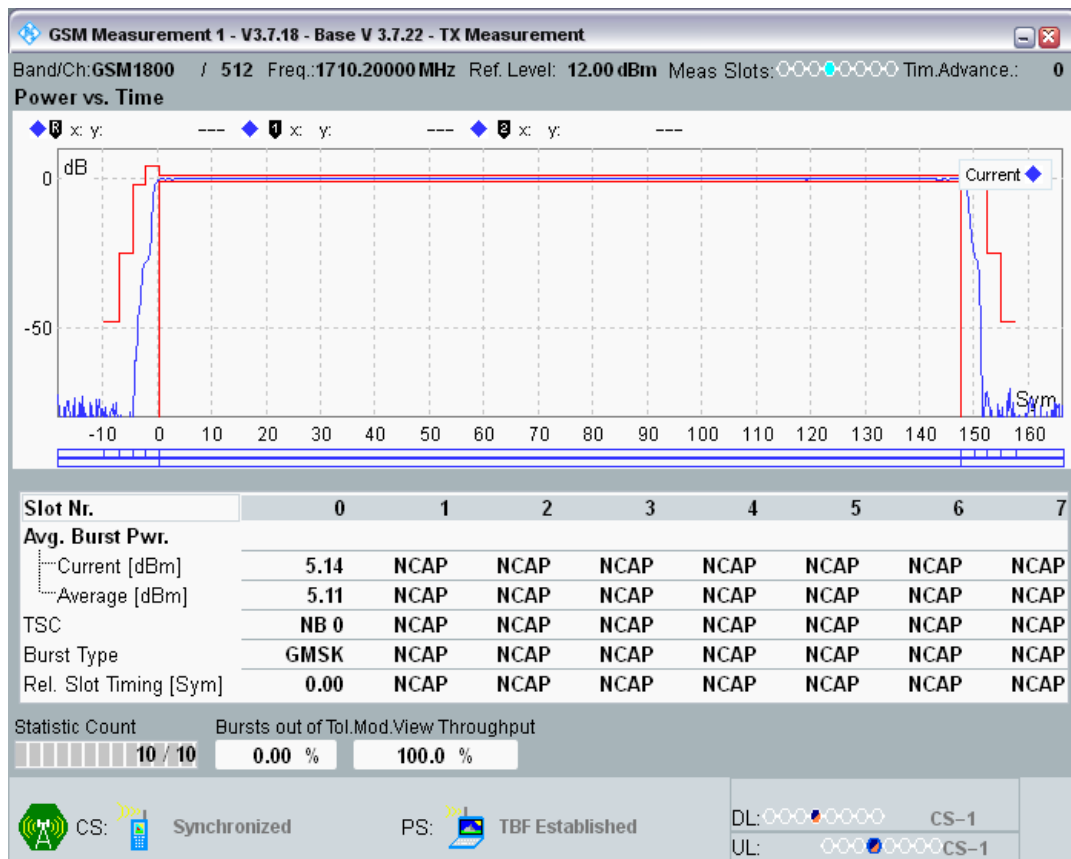 GSM Measurement 1 - V3.7.18 - Base V 3.7.22 - TX Measurement
Band/Ch:GSM1800 / 512 Freq.:1710.20000 MHz Ref. Level: 12.00 dBm Meas Slots: Tim.Advance.: 0
Power vs. Time
R x: y: --- 1 x: y: --- 2 x: y: ---
dB
Current
0
-50
Sym
-10 0 10 20 30 40 50 60 70 80 90 100 110 120 130 140 150 160
Slot Nr. 0 1 2 3 4 5 6 7
Avg. Burst Pwr.
Current [dBm] 5.14 NCAP NCAP NCAP NCAP NCAP NCAP NCAP
Average [dBm] 5.11 NCAP NCAP NCAP NCAP NCAP NCAP NCAP
TSC NB 0 NCAP NCAP NCAP NCAP NCAP NCAP NCAP
Burst Type GMSK NCAP NCAP NCAP NCAP NCAP NCAP NCAP
Rel. Slot Timing [Sym] 0.00 NCAP NCAP NCAP NCAP NCAP NCAP NCAP
Statistic Count Bursts out of Tol.Mod.View Throughput
10 / 10 0.00 % 100.0 %
CS: Synchronized PS: TBF Established
DL: CS-1
UL: CS-1